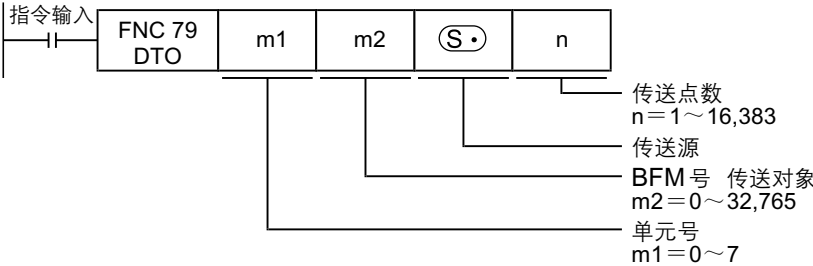 指令输入
FNC 79
DTO
m1
m2
S・
n
传送点数
n＝1～16,383
传送源
BFM号 传送对象
m2＝0～32,765
单元号
m1＝0～7